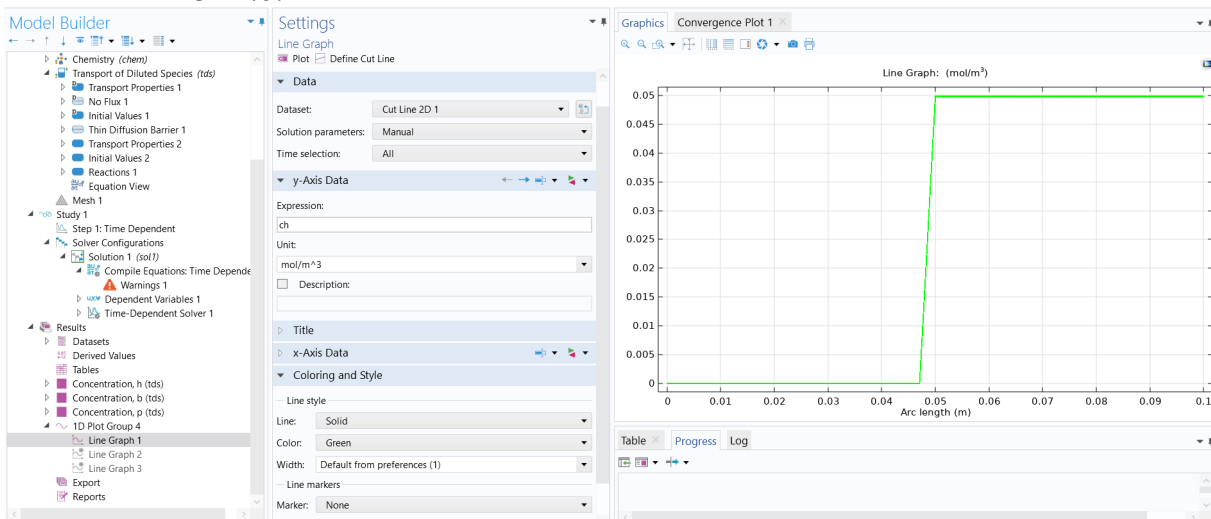 Model Builder
Chemistry (chem)
Transport of Diluted Species (tds)
Transport Properties 1
No Flux 1
Initial Values 1
Thin Diffusion Barrier 1
Transport Properties 2
Initial Values 2
Reactions 1
Equation View
Mesh 1
Study 1
Step 1: Time Dependent
Solver Configurations
Solution 1 (sol1)
Compile Equations: Time Depende
Warnings 1
Dependent Variables 1
Time-Dependent Solver 1
Results
Datasets
Derived Values
Tables
Concentration, h (tds)
Concentration, b (tds)
Concentration, p (tds)
1D Plot Group 4
Line Graph 1
Line Graph 2
Line Graph 3
Export
Reports
Settings
Line Graph
Plot Define Cut Line
Data
Dataset: Cut Line 2D 1
Solution parameters: Manual
Time selection: All
y-Axis Data
Expression:
ch
Unit:
mol/m^3
Description:
Title
x-Axis Data
Coloring and Style
Line style
Line: Solid
Color: Green
Width: Default from preferences (1)
Line markers
Marker: None
Graphics Convergence Plot 1
Line Graph: (mol/m³)
0.05
0.045
0.04
0.035
0.03
0.025
0.02
0.015
0.01
0.005
0
0 0.01 0.02 0.03 0.04 0.05 0.06 0.07 0.08 0.09 0.1
Arc length (m)
Table Progress Log